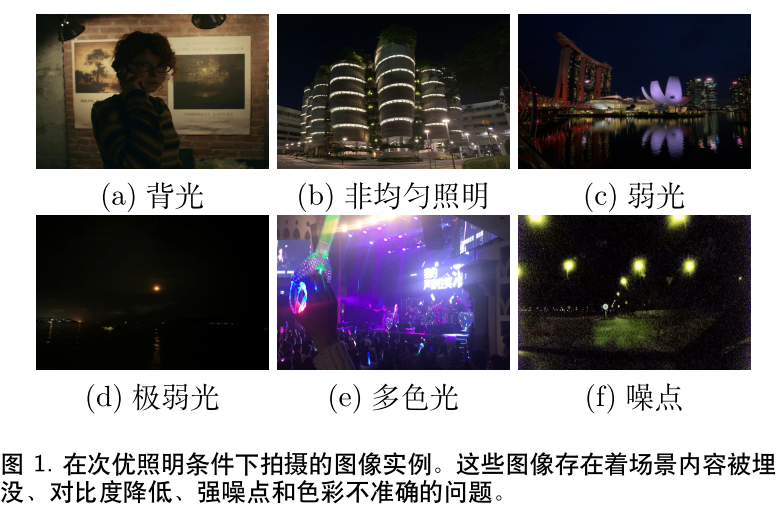 (a) 背光
(b) 非均匀照明
(c) 弱光
(d) 极弱光
(e) 多色光
(f) 噪点
图 1. 在次优照明条件下拍摄的图像实例。这些图像存在着场景内容被埋
没、对比度降低、强噪点和色彩不准确的问题。